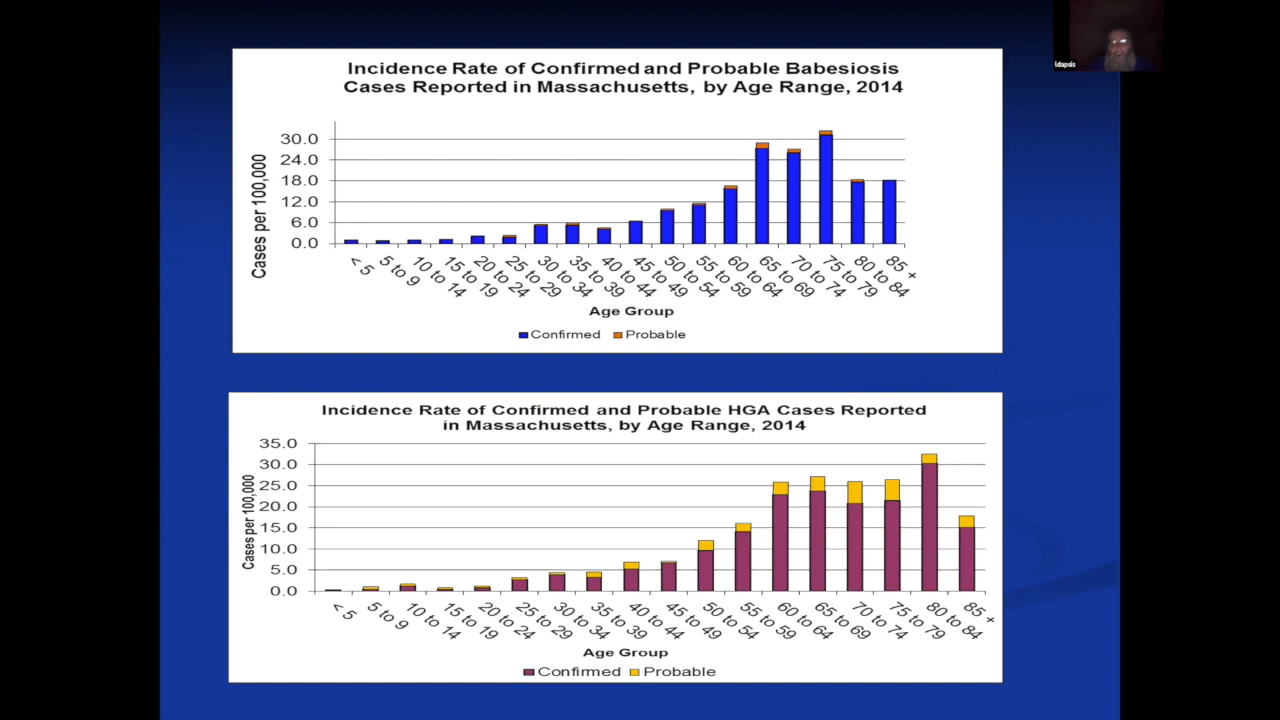 ldapsis
Incidence Rate of Confirmed and Probable Babesiosis
Cases Reported in Massachusetts, by Age Range, 2014
Cases per 100,000
30.0
24.0
18.0
12.0
6.0
0.0
< 5
5 to 9
10 to 14
15 to 19
20 to 24
25 to 29
30 to 34
35 to 39
40 to 44
45 to 49
50 to 54
55 to 59
60 to 64
65 to 69
70 to 74
75 to 79
80 to 84
85 +
Age Group
Confirmed Probable
Incidence Rate of Confirmed and Probable HGA Cases Reported
in Massachusetts, by Age Range, 2014
Cases per 100,000
35.0
30.0
25.0
20.0
15.0
10.0
5.0
0.0
< 5
5 to 9
10 to 14
15 to 19
20 to 24
25 to 29
30 to 34
35 to 39
40 to 44
45 to 49
50 to 54
55 to 59
60 to 64
65 to 69
70 to 74
75 to 79
80 to 84
85 +
Age Group
Confirmed Probable